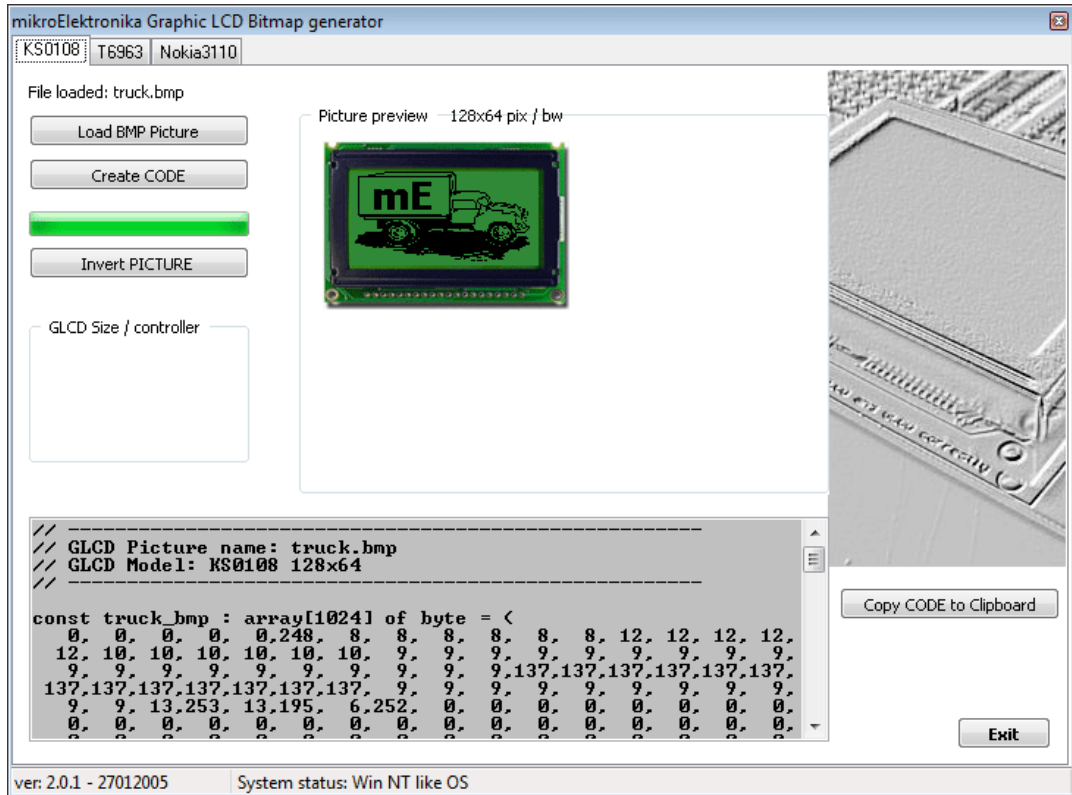 mikroElektronika Graphic LCD Bitmap generator
KS0108 T6963 Nokia3110
File loaded: truck.bmp
Load BMP Picture
Create CODE
Invert PICTURE
GLCD Size / controller
Picture preview 128x64 pix / bw
mE
CORRECTLY
// ------------------------------------------------------
// GLCD Picture name: truck.bmp
// GLCD Model: KS0108 128x64
// ------------------------------------------------------
const truck_bmp : array[1024] of byte = (
0, 0, 0, 0, 0,248, 8, 8, 8, 8, 8, 8, 12, 12, 12, 12,
12, 10, 10, 10, 10, 10, 10, 9, 9, 9, 9, 9, 9, 9, 9, 9,
9, 9, 9, 9, 9, 9, 9, 9, 9, 9,137,137,137,137,137,137,
137,137,137,137,137,137,137, 9, 9, 9, 9, 9, 9, 9, 9, 9,
9, 9, 13,253, 13,195, 6,252, 0, 0, 0, 0, 0, 0, 0, 0,
0, 0, 0, 0, 0, 0, 0, 0, 0, 0, 0, 0, 0, 0, 0, 0,
Copy CODE to Clipboard
Exit
ver: 2.0.1 - 27012005 System status: Win NT like OS